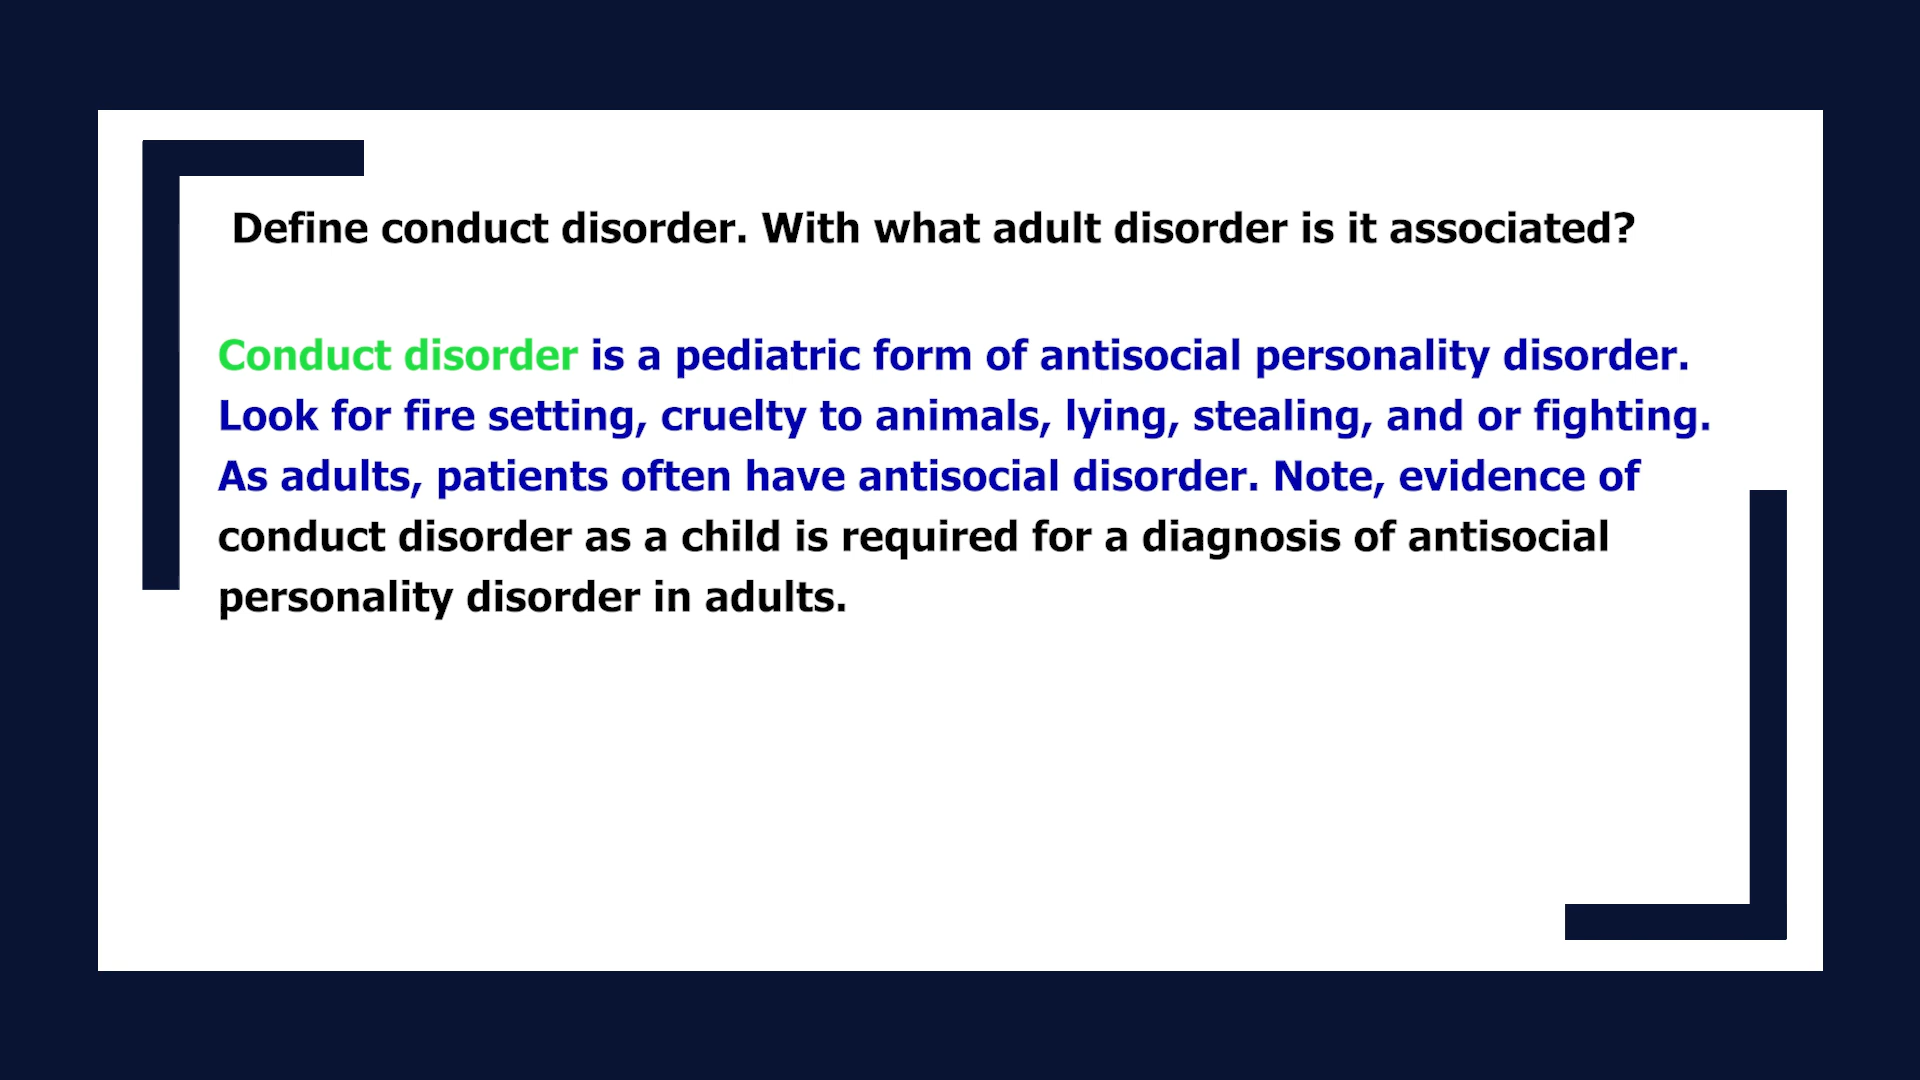 Define conduct disorder. With what adult disorder is it associated?
Conduct disorder is a pediatric form of antisocial personality disorder.
Look for fire setting, cruelty to animals, lying, stealing, and or fighting.
As adults, patients often have antisocial disorder. Note, evidence of
conduct disorder as a child is required for a diagnosis of antisocial
personality disorder in adults.